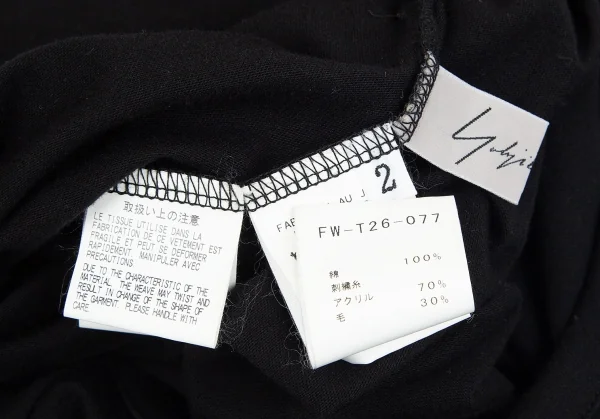 取扱い上の注意
LE TISSUE UTILISE DANS LA
FABRICATION DE CE VETEMENT EST
FRAGILE ET PEUT SE DEFORMER
RAPIDEMENT. MANIPULER AVEC
PRECAUTIONS
DUE TO THE CHARACTERISTIC OF THE
MATERIAL. THE WEAVE MAY TWIST AND
RESULT IN CHANGE OF THE SHAPE OF
THE GARMENT. PLEASE HANDLE WITH
CARE
2
AU J
FW-T26-077
綿 100%
刺繍糸
アクリル 70%
毛 30%
Yohji